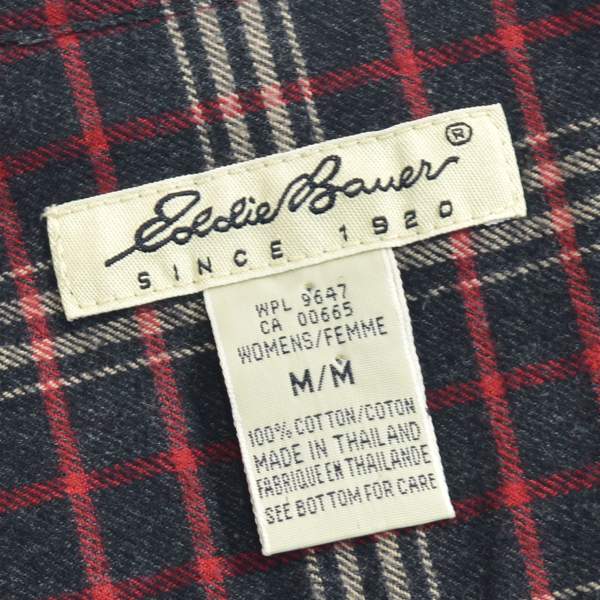 Eddie Bauer ®
SINCE 1920
WPL 9647
CA 00665
WOMENS/FEMME
M/M
100% COTTON/COTON
MADE IN THAILAND
FABRIQUE EN THAILANDE
SEE BOTTOM FOR CARE